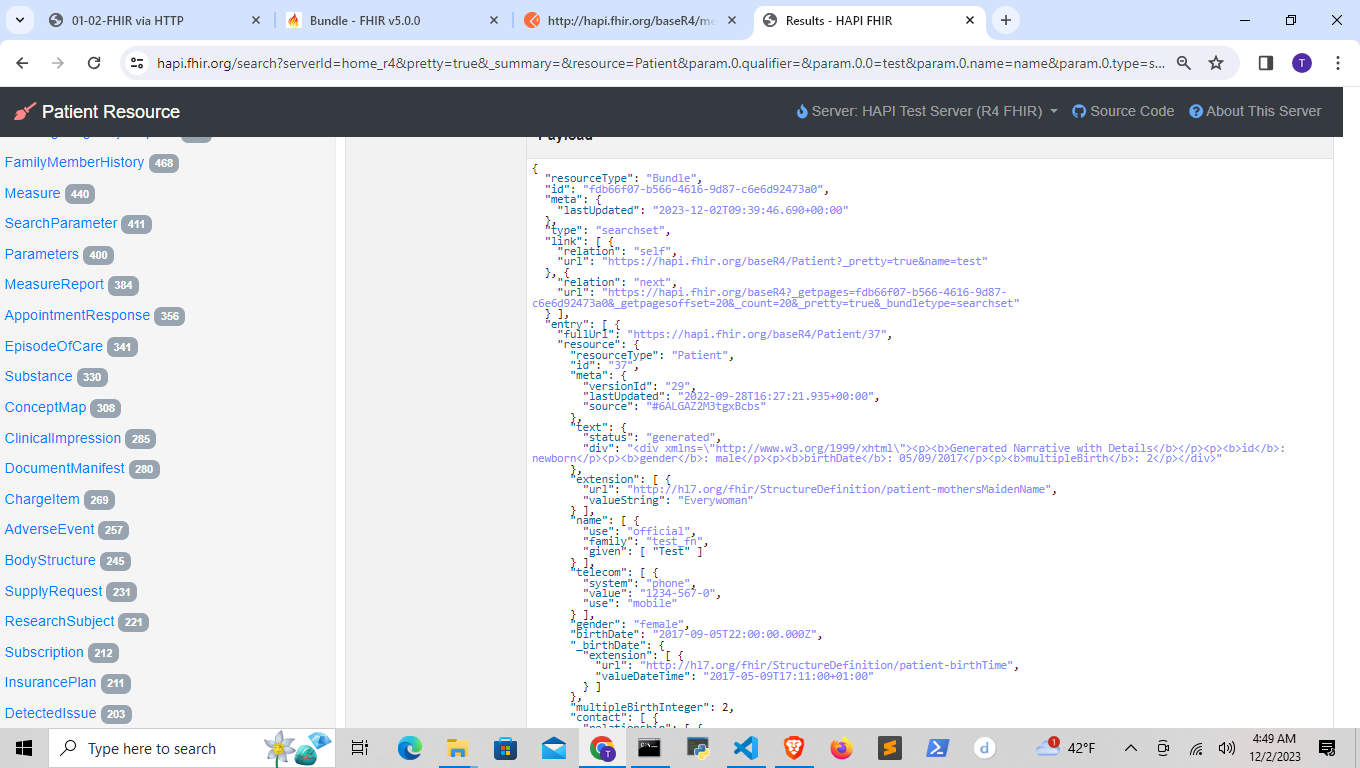 01-02-FHIR via HTTP
Bundle - FHIR v5.0.0
http://hapi.fhir.org/baseR4/me
Results - HAPI FHIR
hapi.fhir.org/search?serverId=home_r4&pretty=true&_summary=&resource=Patient&param.0.qualifier=&param.0.0=test&param.0.name=name&param.0.type=s...
T
Patient Resource
Server: HAPI Test Server (R4 FHIR)
Source Code
About This Server
FamilyMemberHistory 468
Measure 440
SearchParameter 411
Parameters 400
MeasureReport 384
AppointmentResponse 356
EpisodeOfCare 341
Substance 330
ConceptMap 308
ClinicalImpression 285
DocumentManifest 280
ChargeItem 269
AdverseEvent 257
BodyStructure 245
SupplyRequest 231
ResearchSubject 221
Subscription 212
InsurancePlan 211
DetectedIssue 203
Payload
{
"resourceType": "Bundle",
"id": "fdb66f07-b566-4616-9d87-c6e6d92473a0",
"meta": {
"lastUpdated": "2023-12-02T09:39:46.690+00:00"
},
"type": "searchset",
"link": [ {
"relation": "self",
"url": "https://hapi.fhir.org/baseR4/Patient?_pretty=true&name=test"
}, {
"relation": "next",
"url": "https://hapi.fhir.org/baseR4?_getpages=fdb66f07-b566-4616-9d87-
c6e6d92473a0&_getpagesoffset=20&_count=20&_pretty=true&_bundletype=searchset"
} ],
"entry": [ {
"fullUrl": "https://hapi.fhir.org/baseR4/Patient/37",
"resource": {
"resourceType": "Patient",
"id": "37",
"meta": {
"versionId": "29",
"lastUpdated": "2022-09-28T16:27:21.935+00:00",
"source": "#6ALGAZ2M3tgxBcbs"
},
"text": {
"status": "generated",
"div": "<div xmlns=\"http://www.w3.org/1999/xhtml\"><p><b>Generated Narrative with Details</b></p><p><b>id</b>:
newborn</p><p><b>gender</b>: male</p><p><b>birthDate</b>: 05/09/2017</p><p><b>multipleBirth</b>: 2</p></div>"
},
"extension": [ {
"url": "http://hl7.org/fhir/StructureDefinition/patient-mothersMaidenName",
"valueString": "Everywoman"
} ],
"name": [ {
"use": "official",
"family": "test_fn",
"given": [ "Test" ]
} ],
"telecom": [ {
"system": "phone",
"value": "1234-567-0",
"use": "mobile"
} ],
"gender": "female",
"birthDate": "2017-09-05T22:00:00.000Z",
"_birthDate": {
"extension": [ {
"url": "http://hl7.org/fhir/StructureDefinition/patient-birthTime",
"valueDateTime": "2017-05-09T17:11:00+01:00"
} ]
},
"multipleBirthInteger": 2,
"contact": [ {
"relationship": [ {
Type here to search
T
d
1
42°F
4:49 AM
12/2/2023